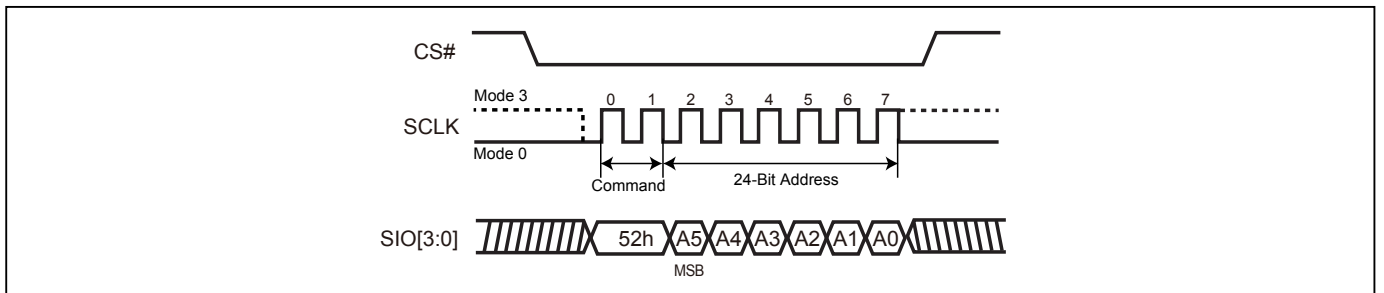 CS#
Mode 3
0 1 2 3 4 5 6 7
SCLK
Mode 0
Command
24-Bit Address
SIO[3:0]
52h A5 A4 A3 A2 A1 A0
MSB